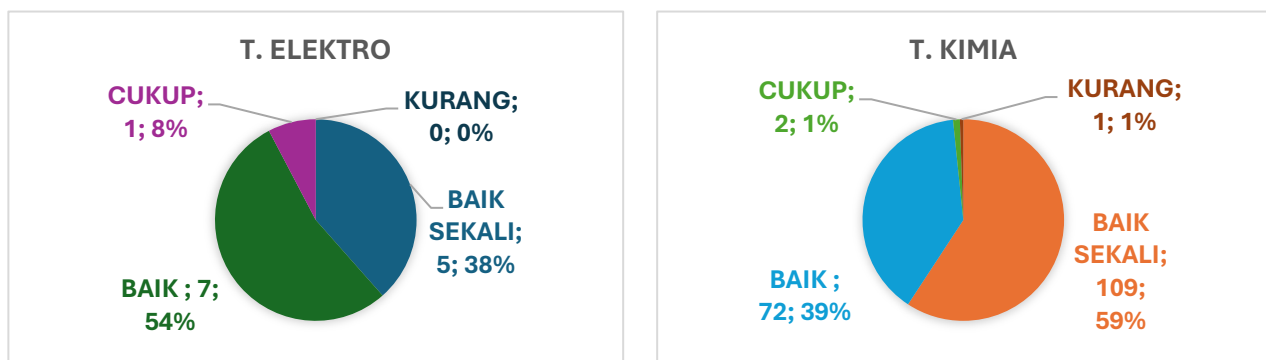 T. ELEKTRO
CUKUP;
1; 8%
KURANG;
0; 0%
BAIK
SEKALI;
5; 38%
BAIK ; 7;
54%
T. KIMIA
CUKUP;
2; 1%
KURANG;
1; 1%
BAIK
SEKALI;
109;
59%
BAIK ;
72; 39%